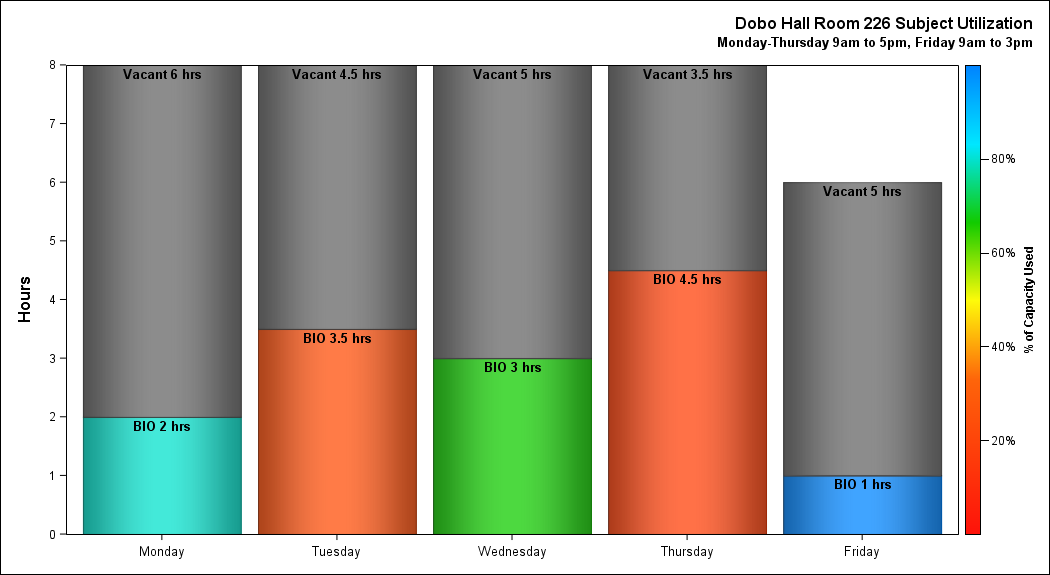 Dobo Hall Room 226 Subject Utilization
Monday-Thursday 9am to 5pm, Friday 9am to 3pm
Hours
8
7
6
5
4
3
2
1
0
Vacant 6 hrs
BIO 2 hrs
Vacant 4.5 hrs
BIO 3.5 hrs
Vacant 5 hrs
BIO 3 hrs
Vacant 3.5 hrs
BIO 4.5 hrs
Vacant 5 hrs
BIO 1 hrs
Monday
Tuesday
Wednesday
Thursday
Friday
80%
60%
40%
20%
% of Capacity Used